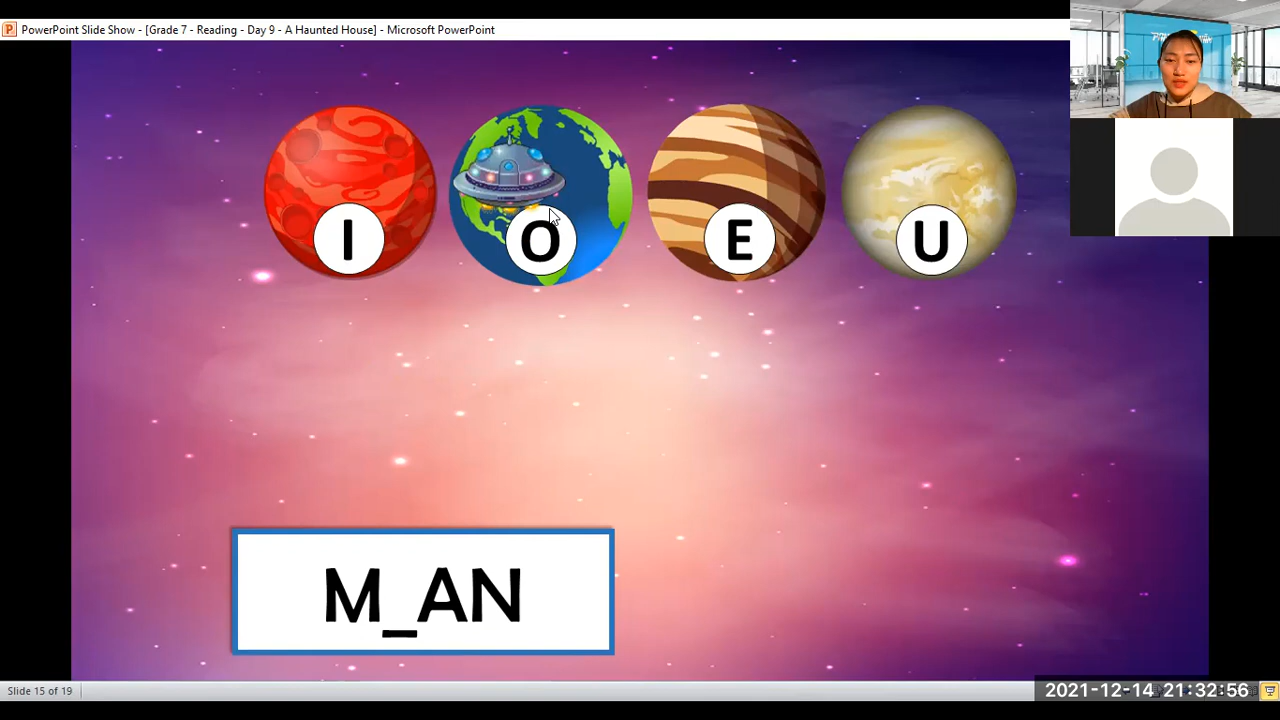 PowerPoint Slide Show - [Grade 7 - Reading - Day 9 - A Haunted House] - Microsoft PowerPoint
I O E U
M_AN
Slide 15 of 19
2021-12-14 21:32:56